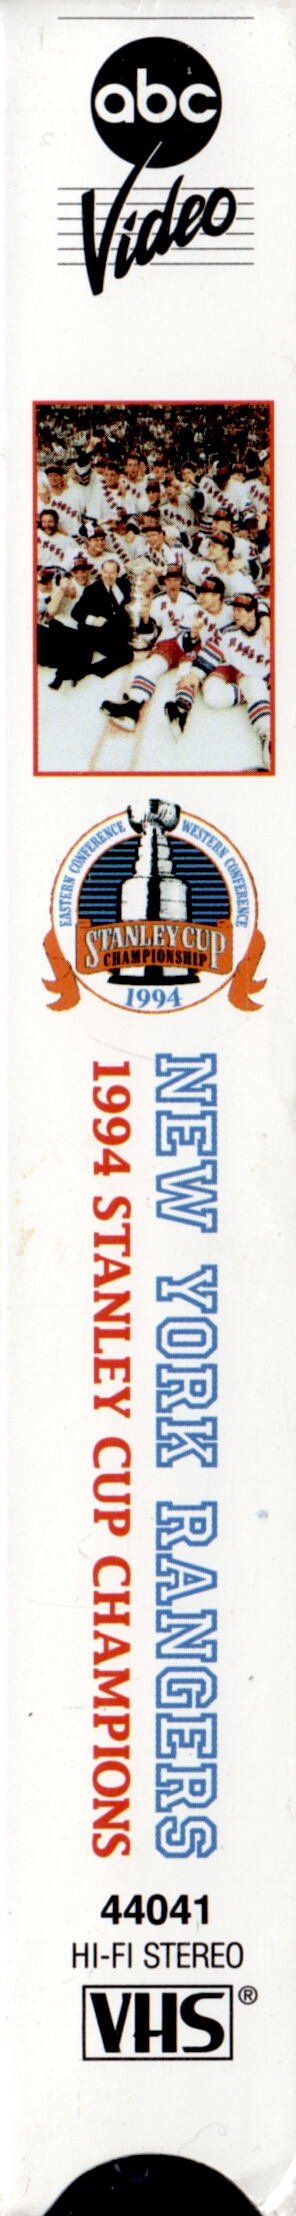 abc
Video
EASTERN CONFERENCE
WESTERN CONFERENCE
STANLEY CUP
CHAMPIONSHIP
1994
NEW YORK RANGERS
1994 STANLEY CUP CHAMPIONS
44041
HI-FI STEREO
VHS®